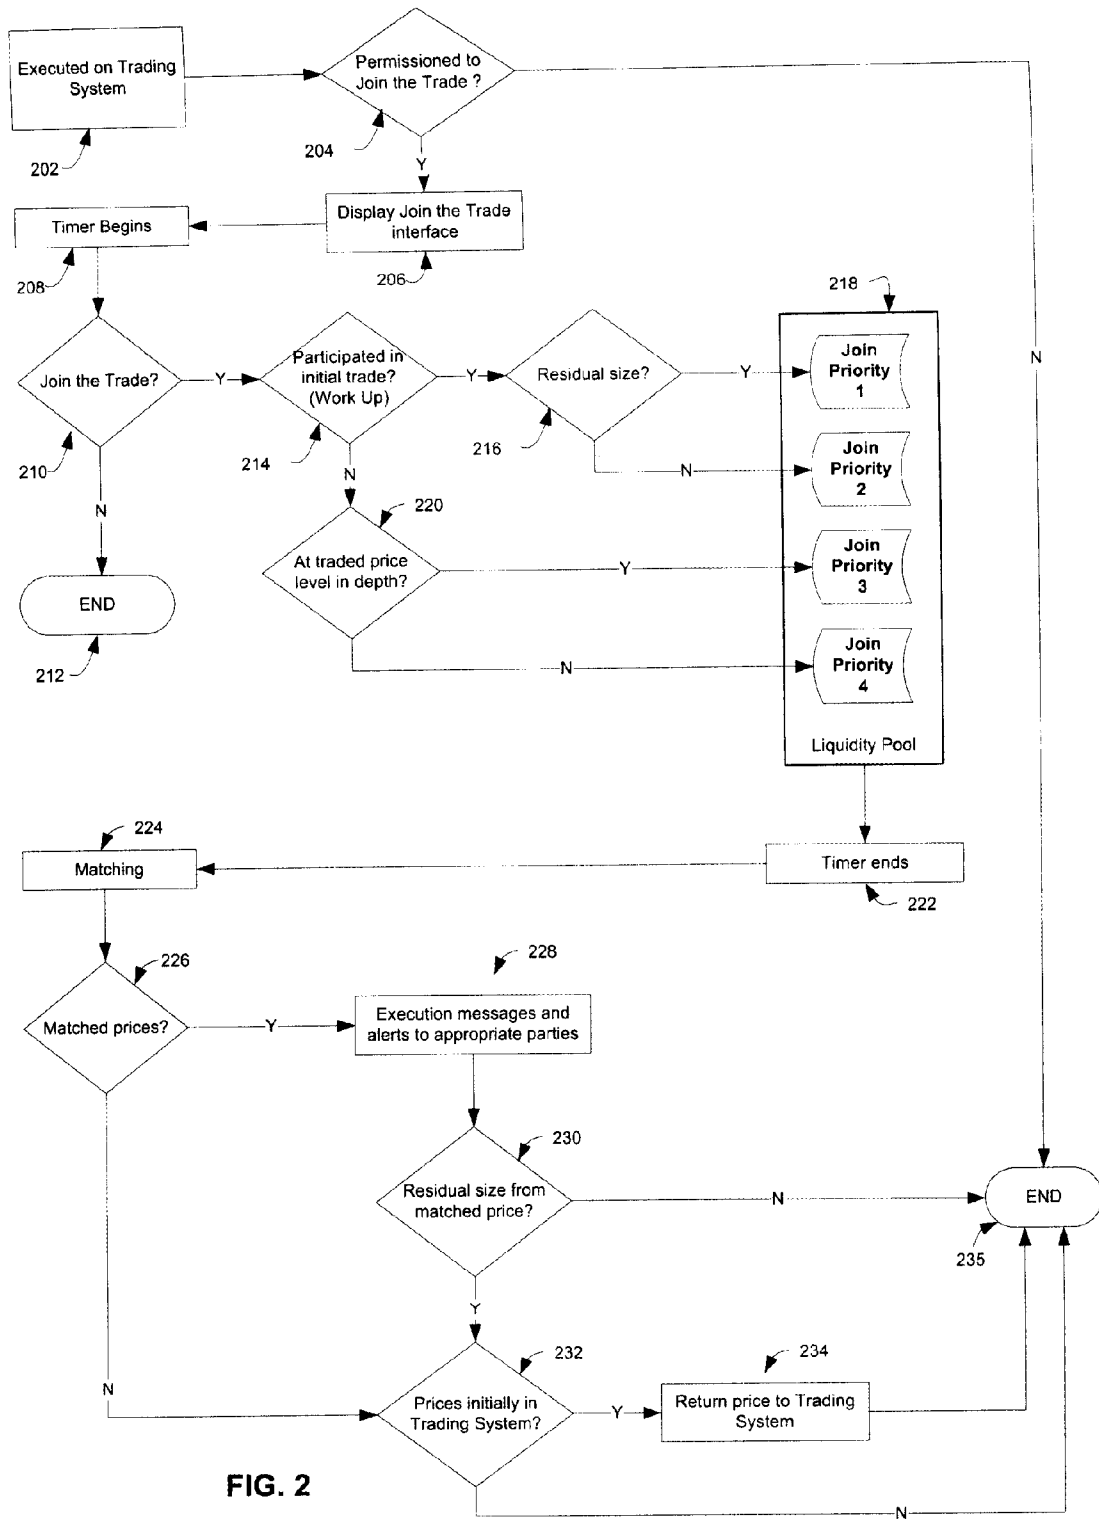 Executed on Trading
System
202
Permissioned to
Join the Trade ?
204
Y
N
Display Join the Trade
interface
206
Timer Begins
208
Join the Trade?
210
Y
N
END
212
Participated in
initial trade?
(Work Up)
214
Y
N
Residual size?
216
Y
N
At traded price
level in depth?
220
Y
N
218
Join
Priority
1
Join
Priority
2
Join
Priority
3
Join
Priority
4
Liquidity Pool
Timer ends
222
Matching
224
Matched prices?
226
Y
N
Execution messages and
alerts to appropriate parties
228
Residual size from
matched price?
230
N
Y
Prices initially in
Trading System?
232
Y
N
Return price to Trading
System
234
END
235
FIG. 2